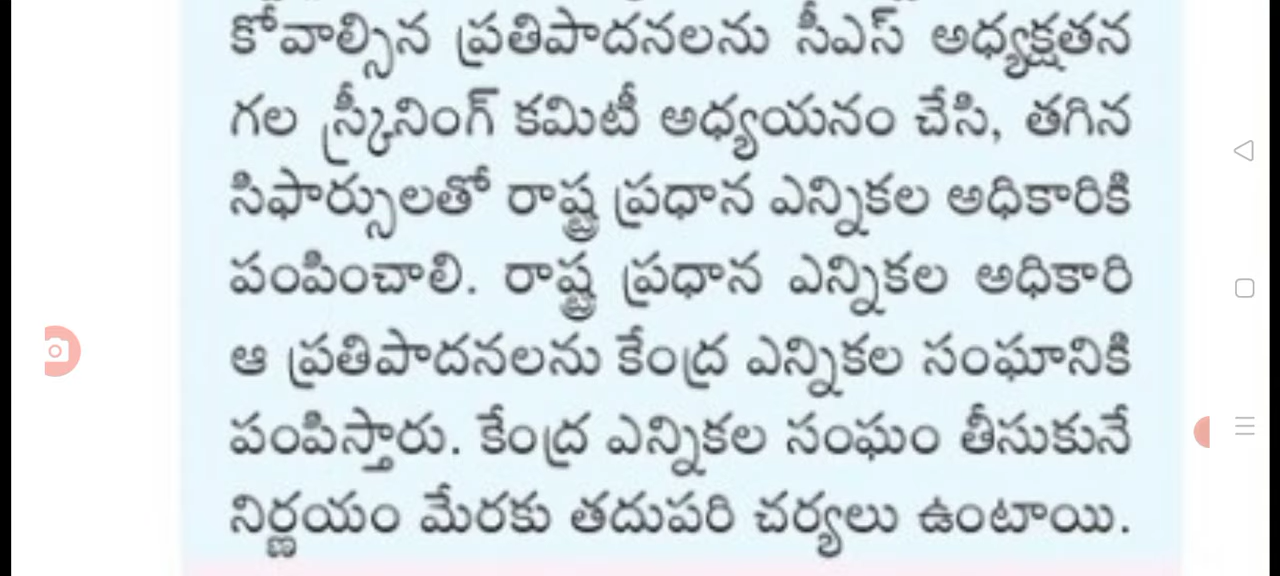 కోవాల్సిన ప్రతిపాదనలను సీఎస్ అధ్యక్షతన
గల స్క్రీనింగ్ కమిటీ అధ్యయనం చేసి, తగిన
సిఫార్సులతో రాష్ట్ర ప్రధాన ఎన్నికల అధికారికి
పంపించాలి. రాష్ట్ర ప్రధాన ఎన్నికల అధికారి
ఆ ప్రతిపాదనలను కేంద్ర ఎన్నికల సంఘానికి
పంపిస్తారు. కేంద్ర ఎన్నికల సంఘం తీసుకునే
నిర్ణయం మేరకు తదుపరి చర్యలు ఉంటాయి.